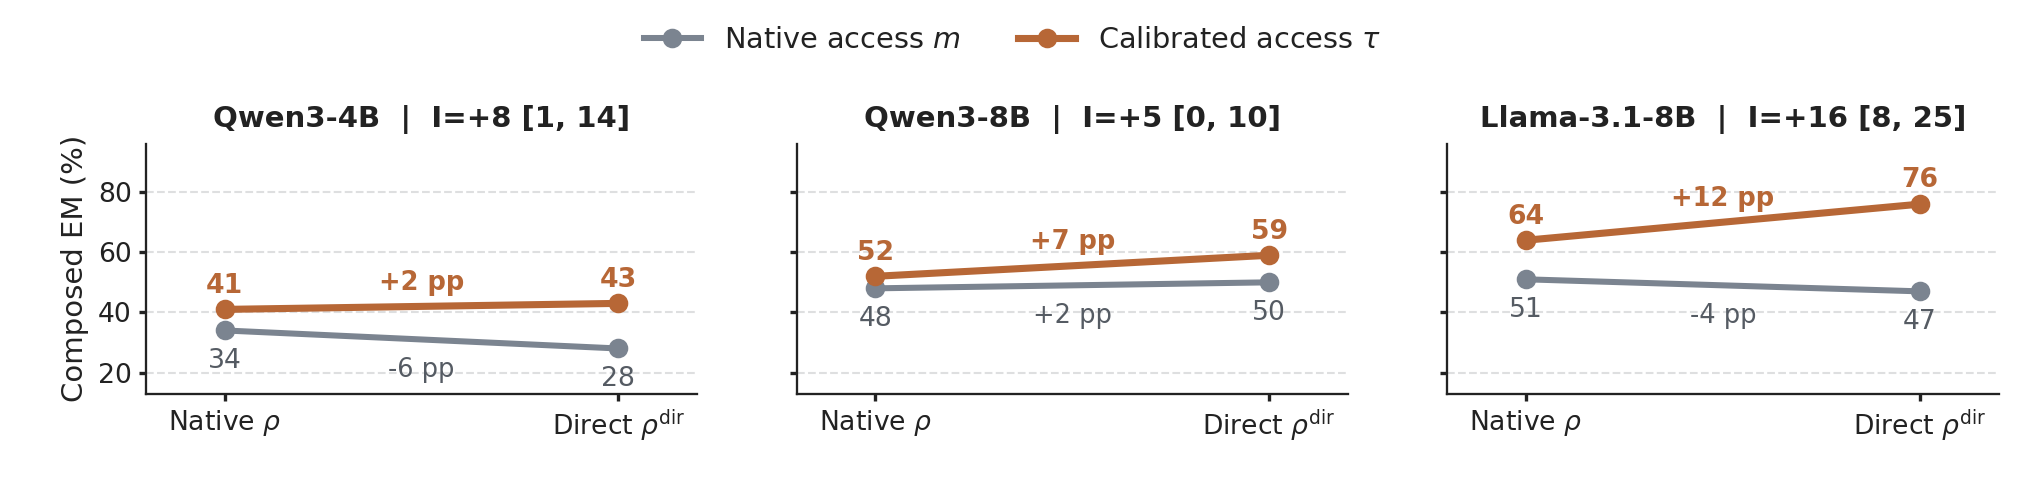 Native access m
Calibrated access τ
Qwen3-4B | I=+8 [1, 14]
Qwen3-8B | I=+5 [0, 10]
Llama-3.1-8B | I=+16 [8, 25]
Composed EM (%)
80
60
40
20
41
+2 pp
43
34
-6 pp
28
Native ρ
Direct ρ^dir
52
+7 pp
59
48
+2 pp
50
Native ρ
Direct ρ^dir
64
+12 pp
76
51
-4 pp
47
Native ρ
Direct ρ^dir